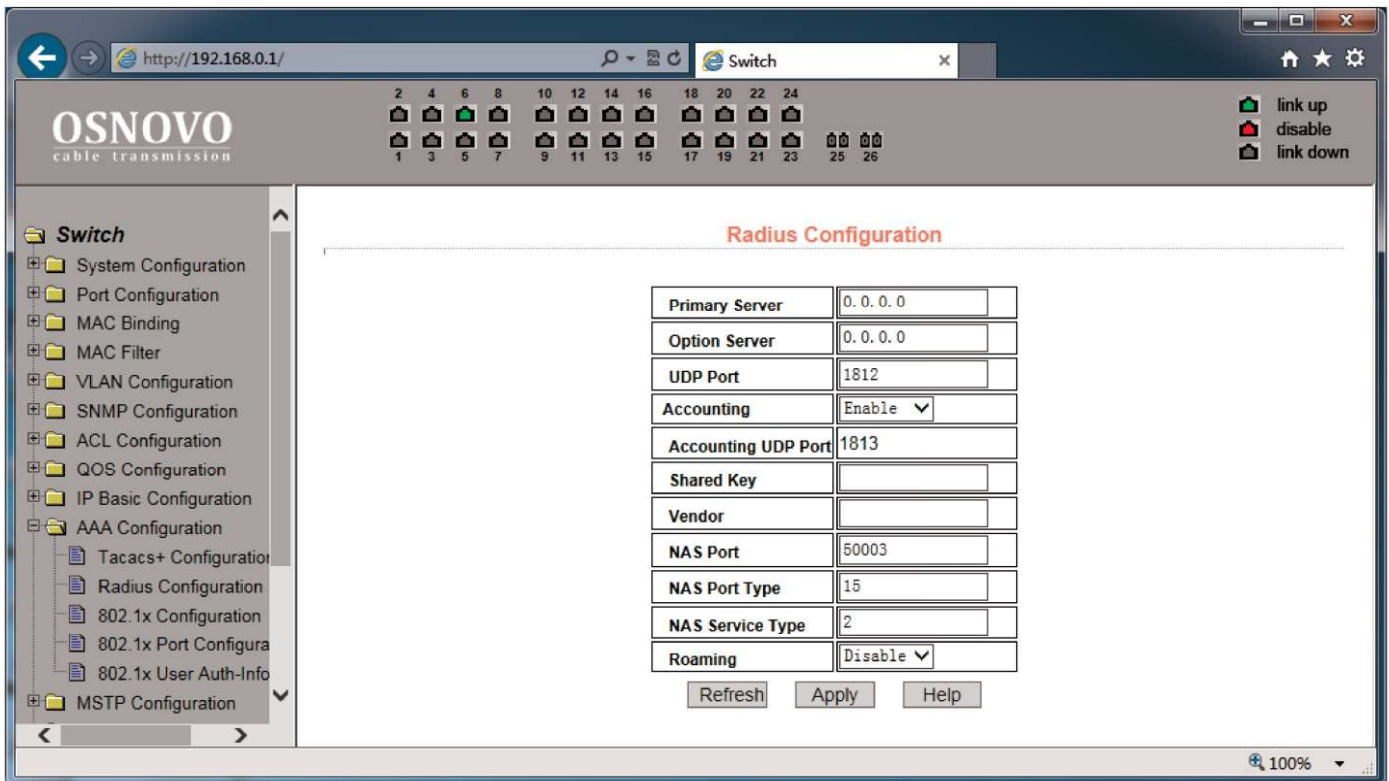 http://192.168.0.1/
Switch
OSNOVO
cable transmission
2 4 6 8 10 12 14 16 18 20 22 24
1 3 5 7 9 11 13 15 17 19 21 23 25 26
link up
disable
link down
Switch
System Configuration
Port Configuration
MAC Binding
MAC Filter
VLAN Configuration
SNMP Configuration
ACL Configuration
QOS Configuration
IP Basic Configuration
AAA Configuration
Tacacs+ Configuration
Radius Configuration
802.1x Configuration
802.1x Port Configura
802.1x User Auth-Info
MSTP Configuration
Radius Configuration
Primary Server 0.0.0.0
Option Server 0.0.0.0
UDP Port 1812
Accounting Enable
Accounting UDP Port 1813
Shared Key
Vendor
NAS Port 50003
NAS Port Type 15
NAS Service Type 2
Roaming Disable
Refresh Apply Help
100%